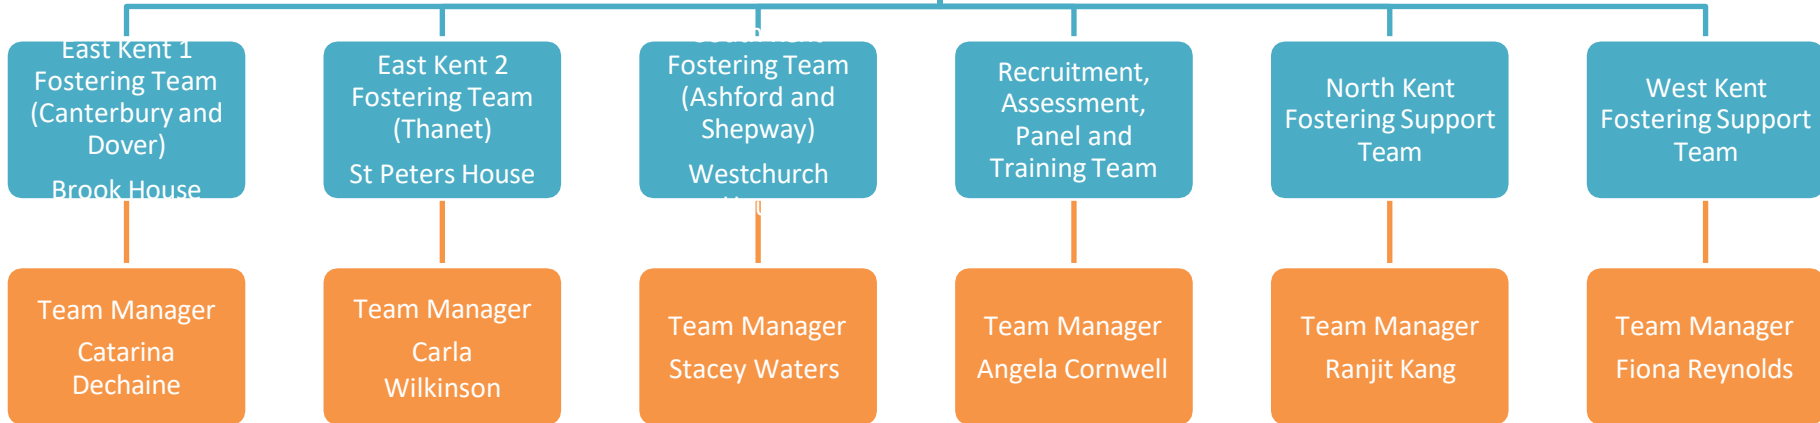 East Kent 1
Fostering Team
(Canterbury and
Dover)
Brook House
East Kent 2
Fostering Team
(Thanet)
St Peters House
Fostering Team
(Ashford and
Shepway)
Westchurch
Recruitment,
Assessment,
Panel and
Training Team
North Kent
Fostering Support
Team
West Kent
Fostering Support
Team
Team Manager
Catarina
Dechaine
Team Manager
Carla
Wilkinson
Team Manager
Stacey Waters
Team Manager
Angela Cornwell
Team Manager
Ranjit Kang
Team Manager
Fiona Reynolds